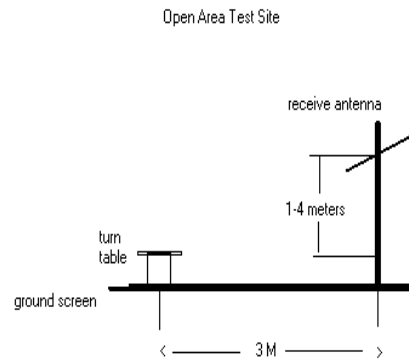 Open Area Test Site
receive antenna
1-4 meters
turn
table
ground screen
3 M